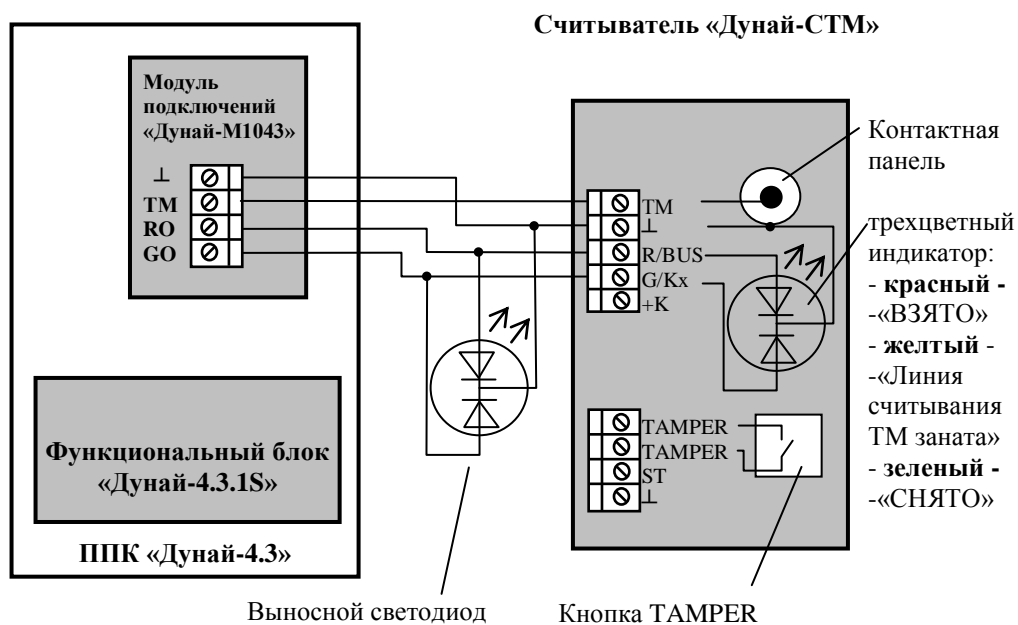 Считыватель «Дунай-СТМ»
Модуль
подключений
«Дунай-М1043»
⊥
TM
RO
GO
TM
⊥
R/BUS
G/Kx
+K
TAMPER
TAMPER
ST
⊥
Контактная
панель
трехцветный
индикатор:
- красный -
-«ВЗЯТО»
- желтый -
-«Линия
считывания
ТМ заната»
- зеленый -
-«СНЯТО»
Функциональный блок
«Дунай-4.3.1S»
ППК «Дунай-4.3»
Выносной светодиод
Кнопка TAMPER